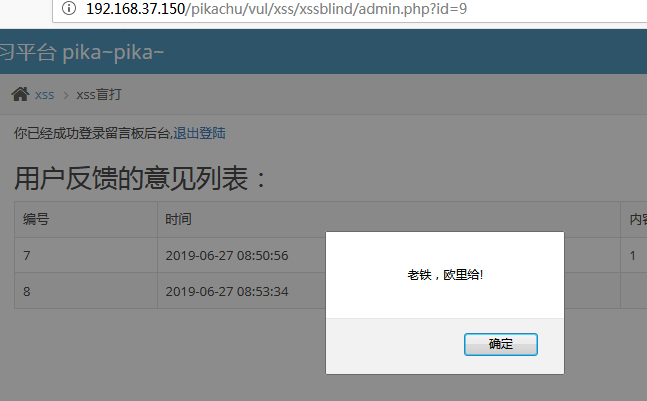 192.168.37.150/pikachu/vul/xss/xssblind/admin.php?id=9
习平台 pika~pika~
xss > xss盲打
你已经成功登录留言板后台,退出登陆
用户反馈的意见列表：
编号 时间 内容
7 2019-06-27 08:50:56 1
8 2019-06-27 08:53:34
老铁，欧里给!
确定